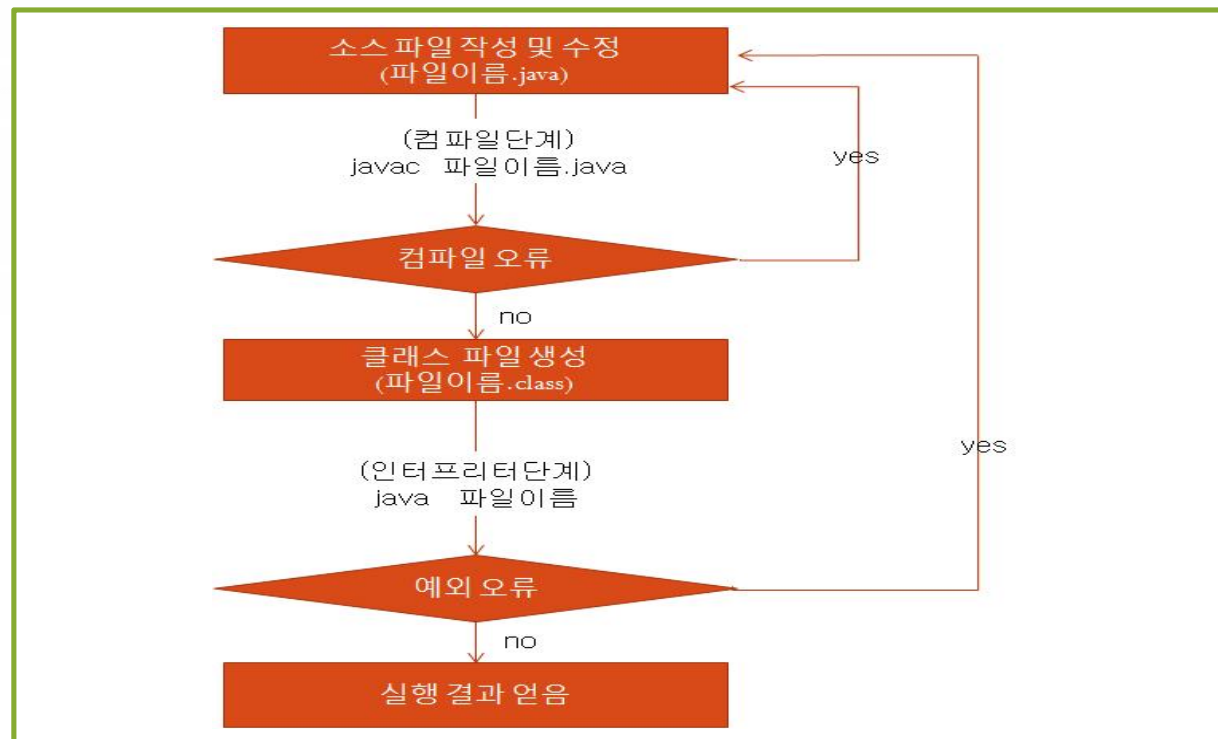 소스 파일 작성 및 수정
(파일이름.java)
(컴파일단계)
javac 파일이름.java
yes
컴파일 오류
no
클래스 파일 생성
(파일이름.class)
yes
(인터프리터단계)
java 파일이름
예외 오류
no
실행 결과 얻음